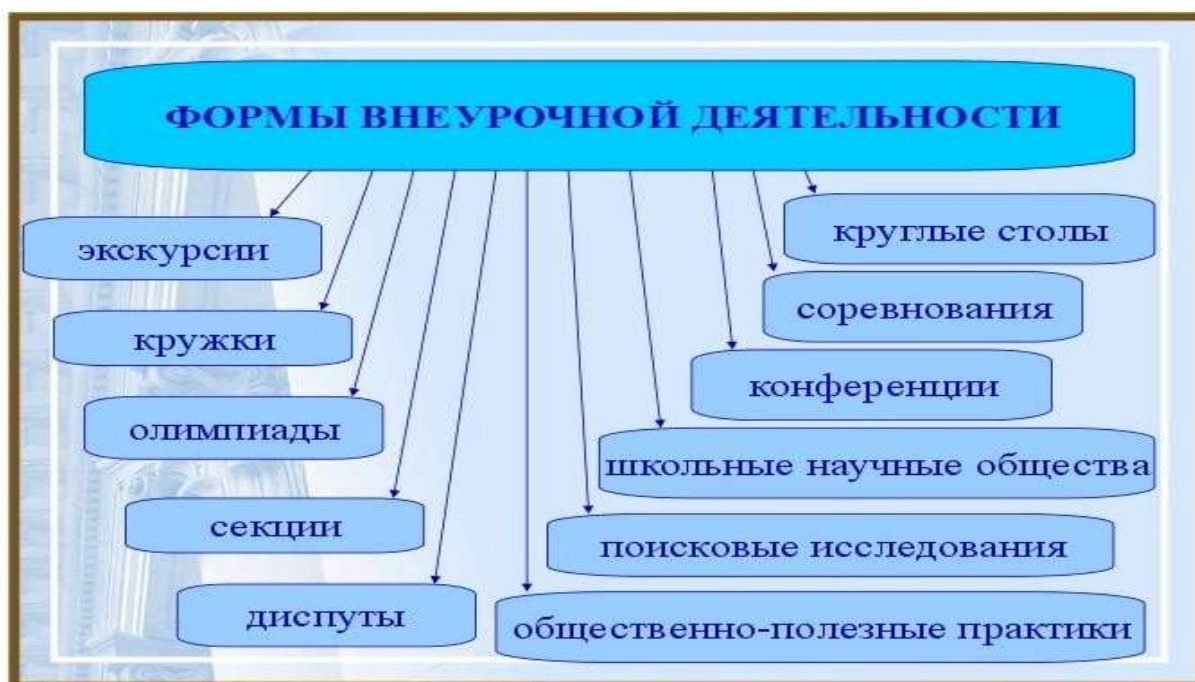 ФОРМЫ ВНЕУРОЧНОЙ ДЕЯТЕЛЬНОСТИ
экскурсии
кружки
олимпиады
секции
диспуты
круглые столы
соревнования
конференции
школьные научные общества
поисковые исследования
общественно-полезные практики